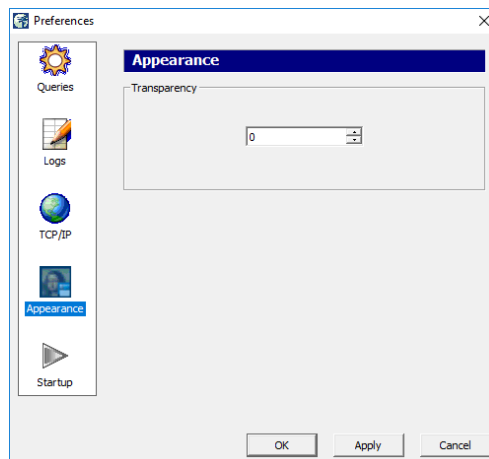 Preferences
Queries
Logs
TCP/IP
Appearance
Startup
Appearance
Transparency
0
OK
Apply
Cancel